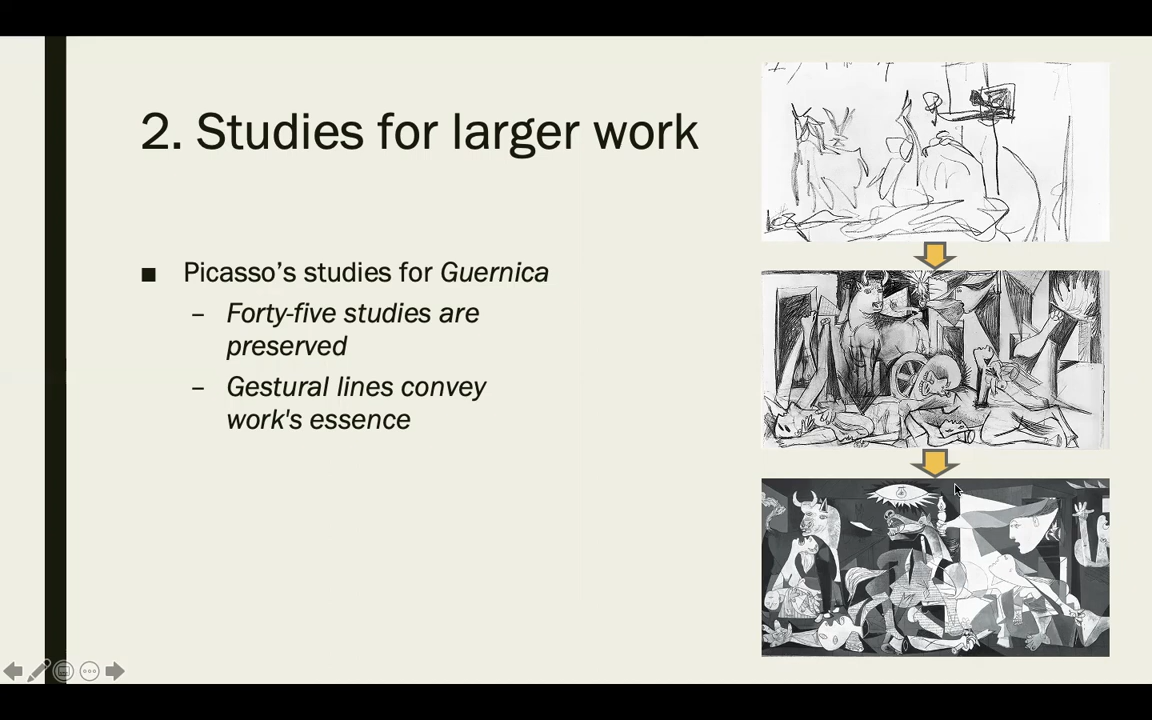 2. Studies for larger work
■ Picasso’s studies for Guernica
– Forty-five studies are
preserved
– Gestural lines convey
work's essence